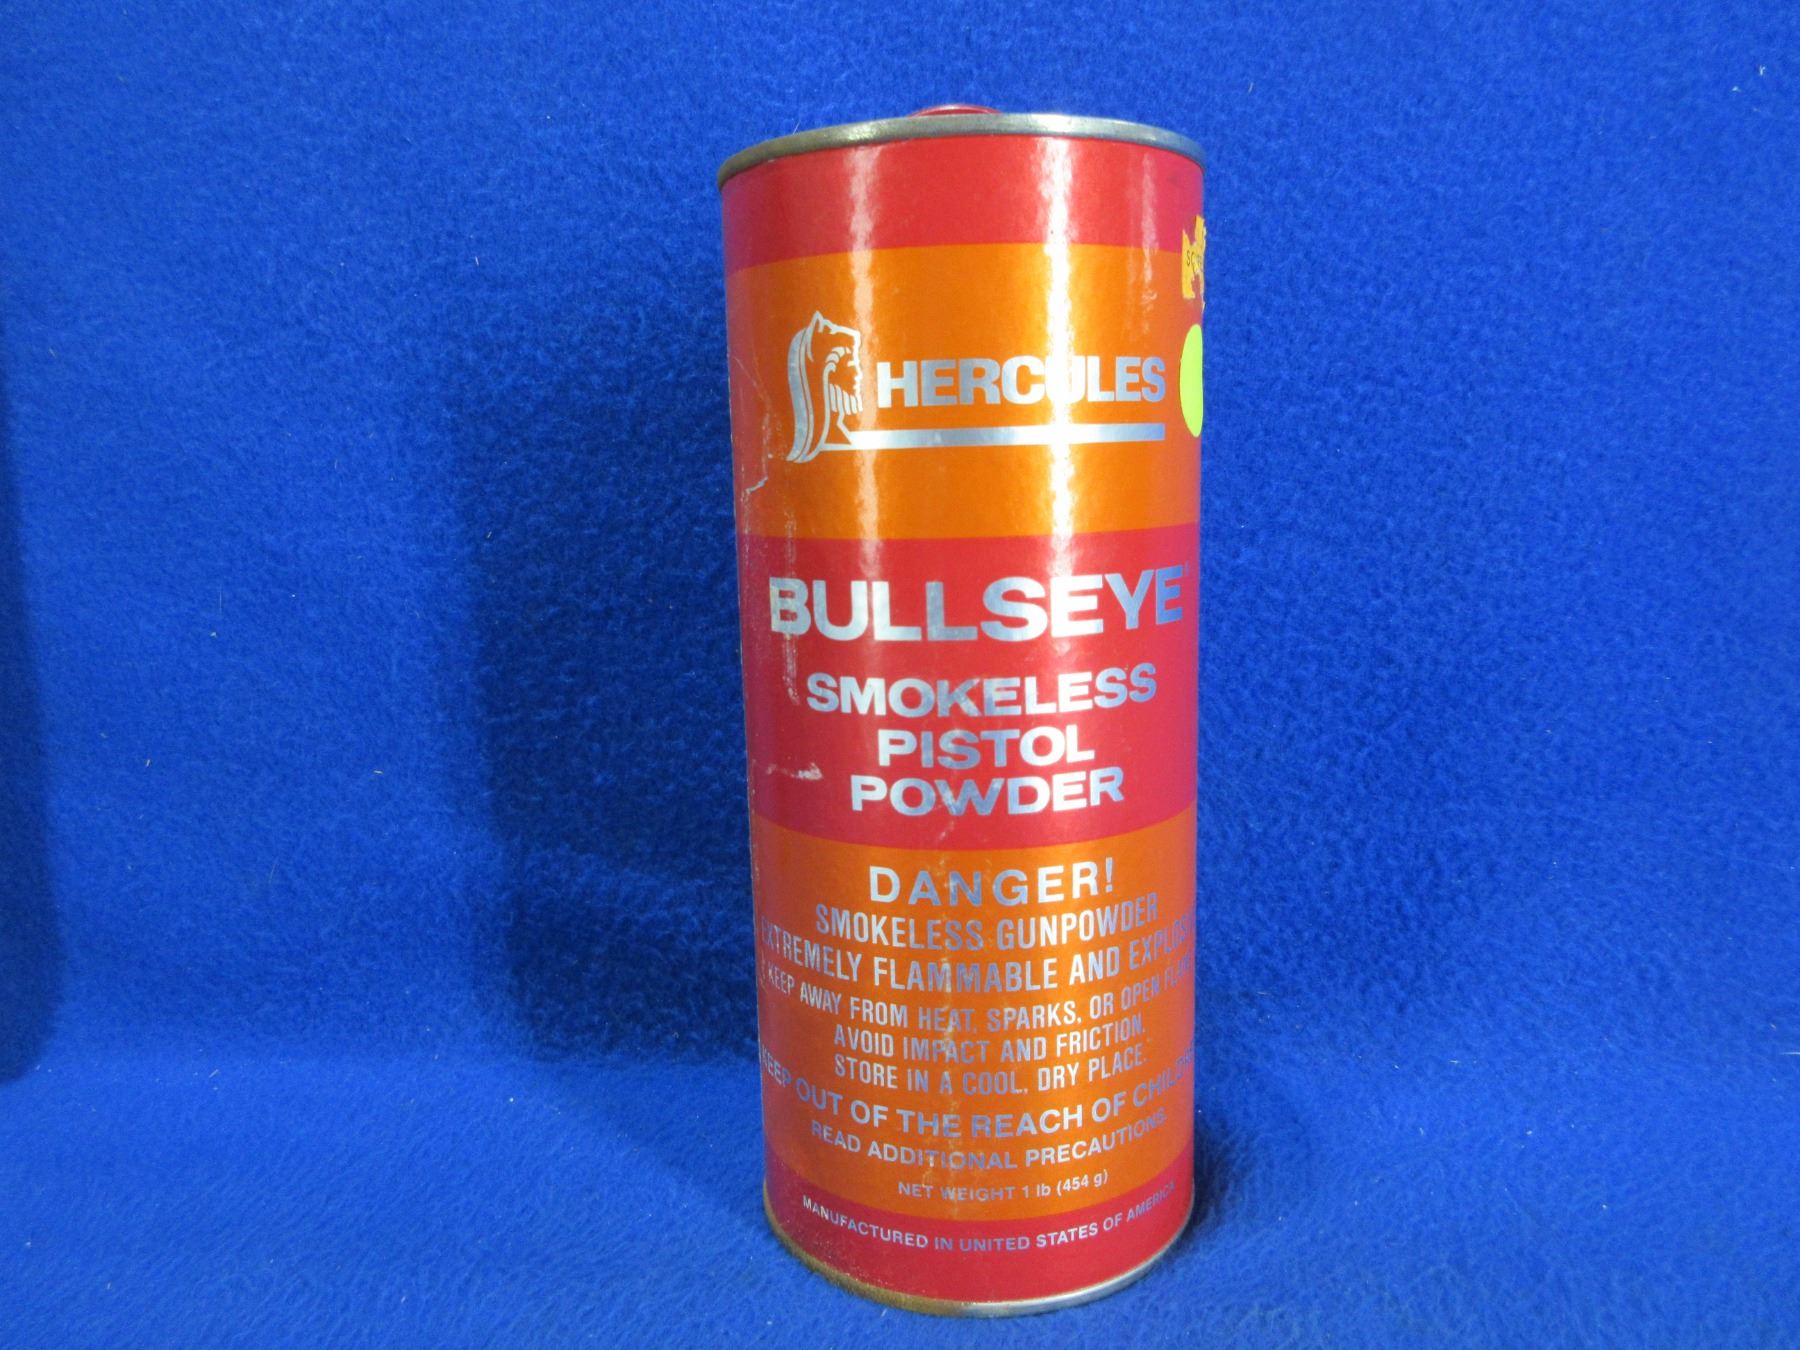 HERCULES
BULLSEYE
SMOKELESS
PISTOL
POWDER
DANGER!
SMOKELESS GUNPOWDER
EXTREMELY FLAMMABLE AND
KEEP AWAY FROM HEAT, SPARKS, OR OPEN
AVOID IMPACT AND FRICTION.
STORE IN A COOL, DRY PLACE.
KEEP OUT OF THE REACH OF
READ ADDITIONAL PRECAUTIONS.
NET WEIGHT 1 lb (454 g)
MANUFACTURED IN UNITED STATES OF AMERICA